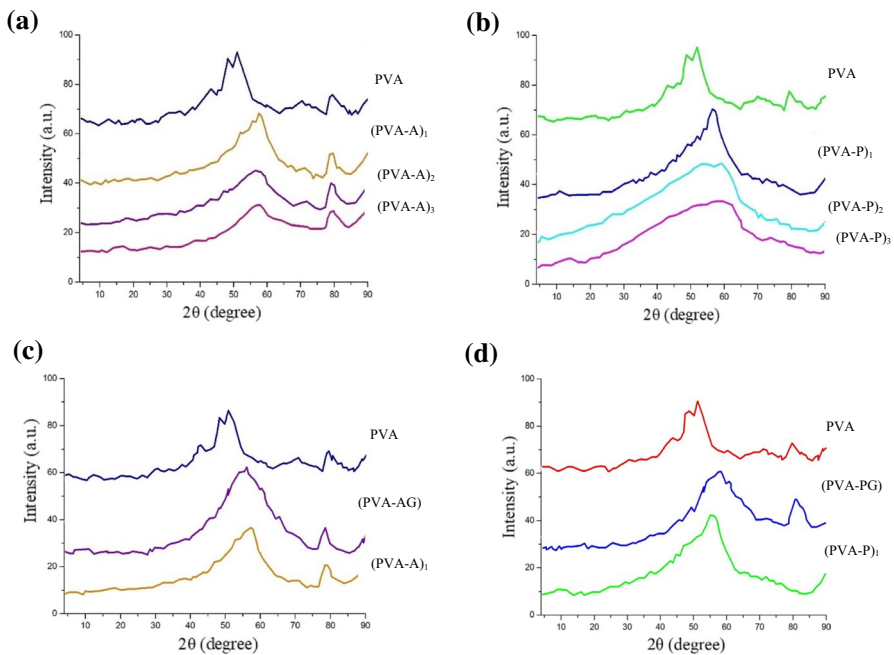 (a)
100
80
60
40
20
0
Intensity (a.u.)
10 20 30 40 50 60 70 80 90
2θ (degree)
PVA
(PVA-A)₁
(PVA-A)₂
(PVA-A)₃
(b)
100
80
60
40
20
0
Intensity (a.u.)
10 20 30 40 50 60 70 80 90
2θ (degree)
PVA
(PVA-P)₁
(PVA-P)₂
(PVA-P)₃
(c)
100
80
60
40
20
0
Intensity (a.u.)
10 20 30 40 50 60 70 80 90
2θ (degree)
PVA
(PVA-AG)
(PVA-A)₁
(d)
100
80
60
40
20
0
Intensity (a.u.)
10 20 30 40 50 60 70 80 90
2θ (degree)
PVA
(PVA-PG)
(PVA-P)₁